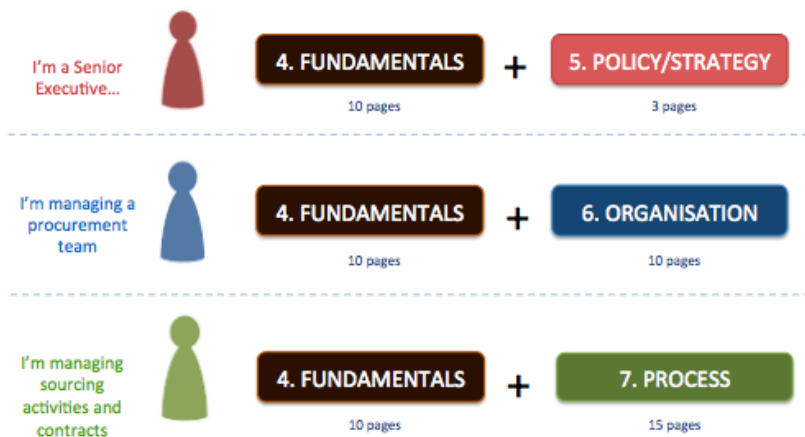 I'm a Senior
Executive...
4. FUNDAMENTALS
+
5. POLICY/STRATEGY
10 pages
3 pages
I'm managing a
procurement
team
4. FUNDAMENTALS
+
6. ORGANISATION
10 pages
10 pages
I'm managing
sourcing
activities and
contracts
4. FUNDAMENTALS
+
7. PROCESS
10 pages
15 pages